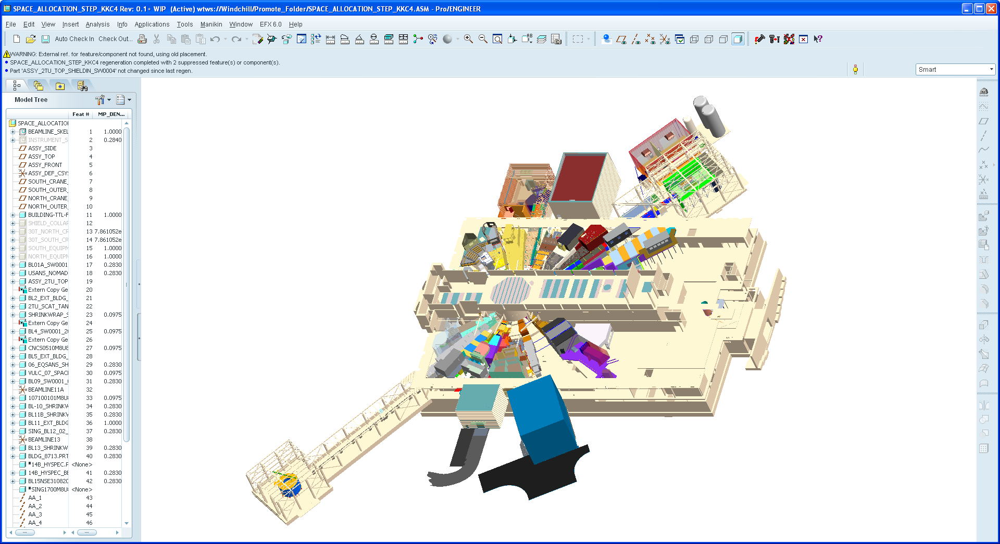 SPACE_ALLOCATION_STEP_KKC4 Rev: 0.1+ WIP (Active) wtws://Windchill/Promote_Folder/SPACE_ALLOCATION_STEP_KKC4.ASM - Pro/ENGINEER
File Edit View Insert Analysis Info Applications Tools Manikin Window EFX 6.0 Help
Auto Check In Check Out...
WARNING: External ref. for feature/component not found, using old placement.
SPACE_ALLOCATION_STEP_KKC4 regeneration completed with 2 suppressed feature(s) or component(s).
Part 'ASSY_2TU_TOP_SHIELDIN_SW0004' not changed since last regen.
Smart
Model Tree
Feat # MP_DEN...
SPACE_ALLOCATIO
BEAMLINE_SKEL 1 1.0000
INSTRUMENT_S 2 0.2840
ASSY_SIDE 3
ASSY_TOP 4
ASSY_FRONT 5
ASSY_DEF_CSY 6
SOUTH_CRANE_ 7
SOUTH_OUTER_ 8
NORTH_CRANE_ 9
NORTH_OUTER_ 10
BUILDING-TTL-F 11 1.0000
SHIELD_COLLAR 12
30T_NORTH_CR 13 7.861052e
30T_SOUTH_CR 14 7.861052e
SOUTH_EQUIPM 15 1.0000
NORTH_EQUIPM 16 1.0000
BL01A_SW0001 17 0.2830
USANS_NOMAD 18 0.2830
ASSY_2TU_TOP 19
Extern Copy Ge 20
BL2_EXT_BLDG_ 21
2TU_SCAT_TAN 22
SHRINKWRAP_S 23 0.0975
Extern Copy Ge 24
BL4_SW0001_20 25 0.0975
Extern Copy Ge 26
CNCS0510M8U8 27 0.0975
BL5_EXT_BLDG_ 28
06_EQSANS_SH 29 0.2830
VULC_07_SPACI 30 0.0975
BL09_SW0001_0 31 0.2830
BEAMLINE11A 32
107100101M8U8 33 0.0975
BL-10_SHRINKW 34 0.2830
BL11B_SHRINKW 35 0.2830
BL11_EXT_BLDG 36 1.0000
SING_BL12_02_ 37 0.2830
BEAMLINE13 38
BL13_SHRINKW 39 0.2830
BLDG_8713.PRT 40 0.2830
14B_HYSPEC.P <None>
14B_HYSPEC_BE 41 0.2830
BL15NSE310820 42 0.2830
SING1700M8U8 <None>
AA_1 43
AA_2 44
AA_3 45
AA_4 46